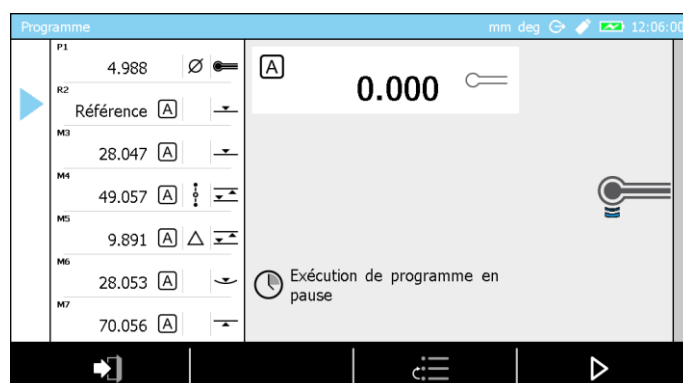 Programme
mm deg 12:06:00
P1
4.988 Ø
R2
Référence A
M3
28.047 A
M4
49.057 A
M5
9.891 A
M6
28.053 A
M7
70.056 A
A
0.000
Exécution de programme en
pause